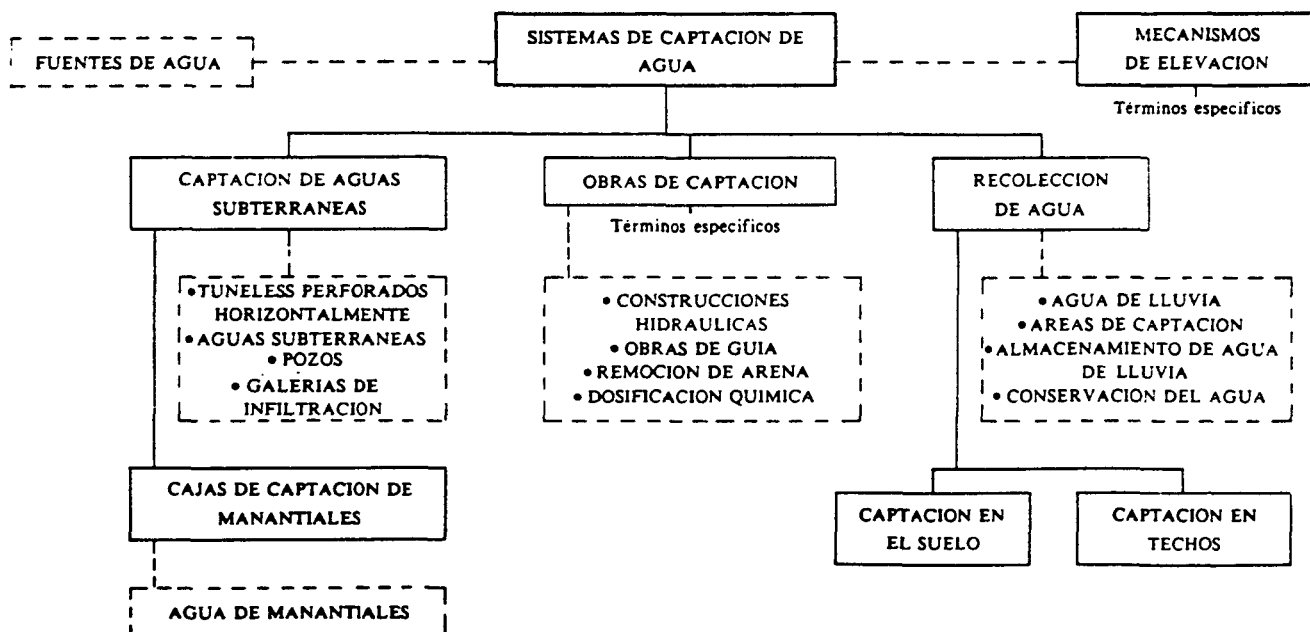 FUENTES DE AGUA
SISTEMAS DE CAPTACION DE
AGUA
MECANISMOS
DE ELEVACION
Términos especificos
CAPTACION DE AGUAS
SUBTERRANEAS
OBRAS DE CAPTACION
Términos especificos
RECOLECCION
DE AGUA
• TUNELESS PERFORADOS
HORIZONTALMENTE
• AGUAS SUBTERRANEAS
• POZOS
• GALERIAS DE
INFILTRACION
• CONSTRUCCIONES
HIDRAULICAS
• OBRAS DE GUIA
• REMOCION DE ARENA
• DOSIFICACION QUIMICA
• AGUA DE LLUVIA
• AREAS DE CAPTACION
• ALMACENAMIENTO DE AGUA
DE LLUVIA
• CONSERVACION DEL AGUA
CAJAS DE CAPTACION DE
MANANTIALES
CAPTACION EN
EL SUELO
CAPTACION EN
TECHOS
AGUA DE MANANTIALES